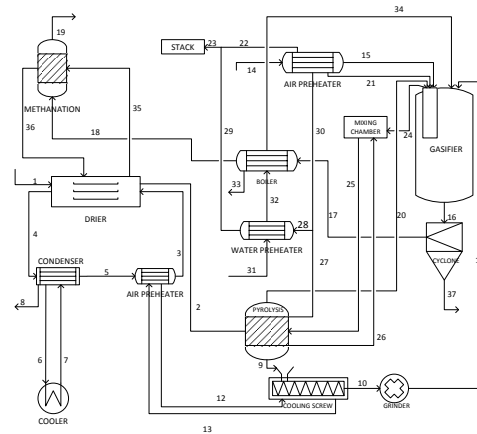 19
STACK
23
22
34
14
15
AIR PREHEATER
21
METHANATION
35
36
18
29
30
MIXING CHAMBER
24
GASIFIER
BOILER
33
25
1
DRIER
32
17
20
16
4
3
28
WATER PREHEATER
CYCLONE
CONDENSER
5
31
27
AIR PREHEATER
37
8
2
PYROLYSIS
26
6
7
9
12
10
COOLING SCREW
GRINDER
COOLER
13